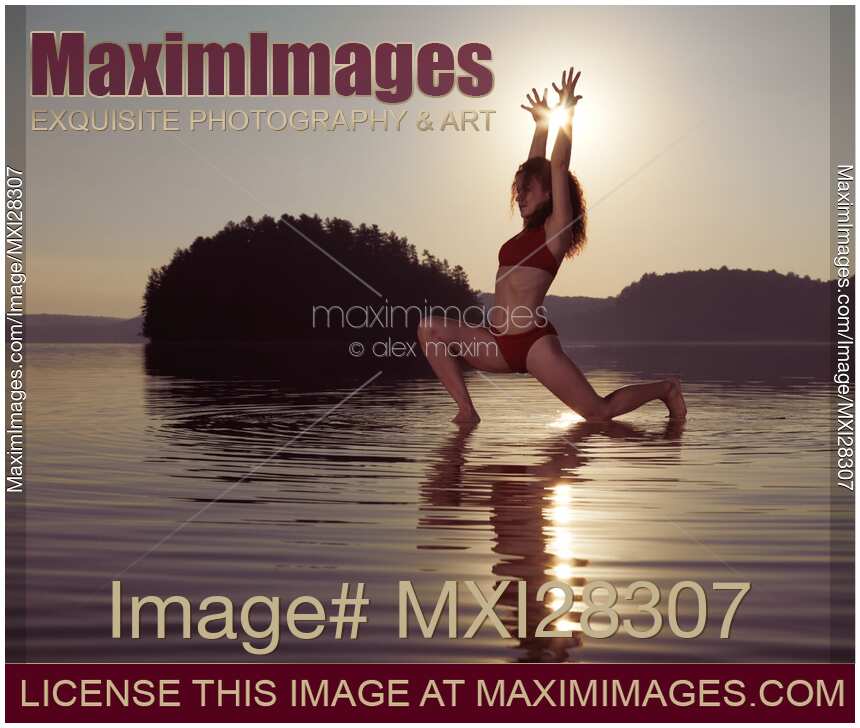 MaximImages
EXQUISITE PHOTOGRAPHY & ART
MaximImages.com/Image/MXI28307
MaximImages.com/Image/MXI28307
maximimages
© alex maxim
Image# MXI28307
LICENSE THIS IMAGE AT MAXIMIMAGES.COM